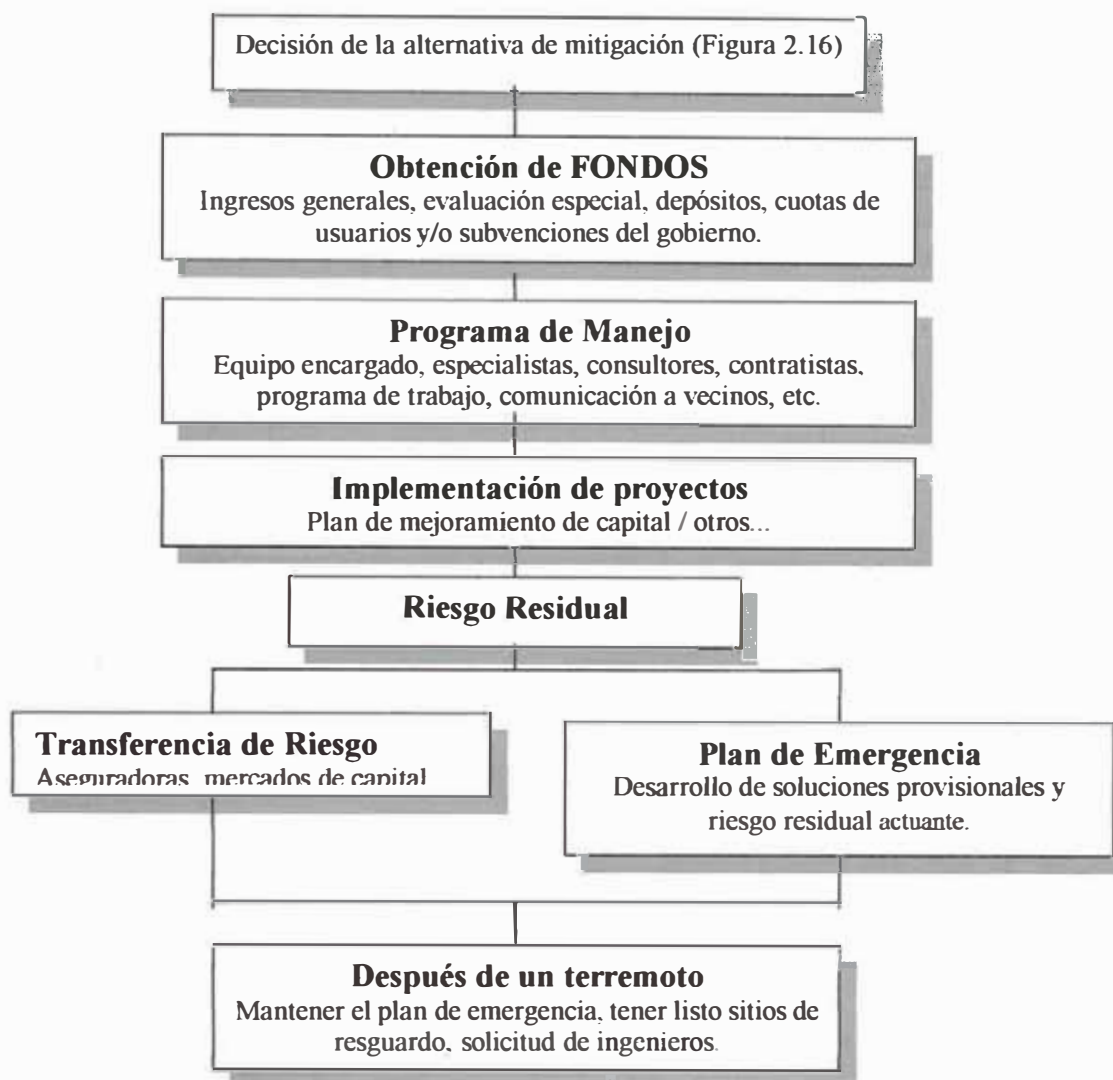 Decisión de la alternativa de mitigación (Figura 2.16)
Obtención de FONDOS
Ingresos generales, evaluación especial, depósitos, cuotas de
usuarios y/o subvenciones del gobierno.
Programa de Manejo
Equipo encargado, especialistas, consultores, contratistas,
programa de trabajo, comunicación a vecinos, etc.
Implementación de proyectos
Plan de mejoramiento de capital / otros...
Riesgo Residual
Transferencia de Riesgo
Aseguradoras, mercados de capital
Plan de Emergencia
Desarrollo de soluciones provisionales y
riesgo residual actuante.
Después de un terremoto
Mantener el plan de emergencia, tener listo sitios de
resguardo, solicitud de ingenieros.